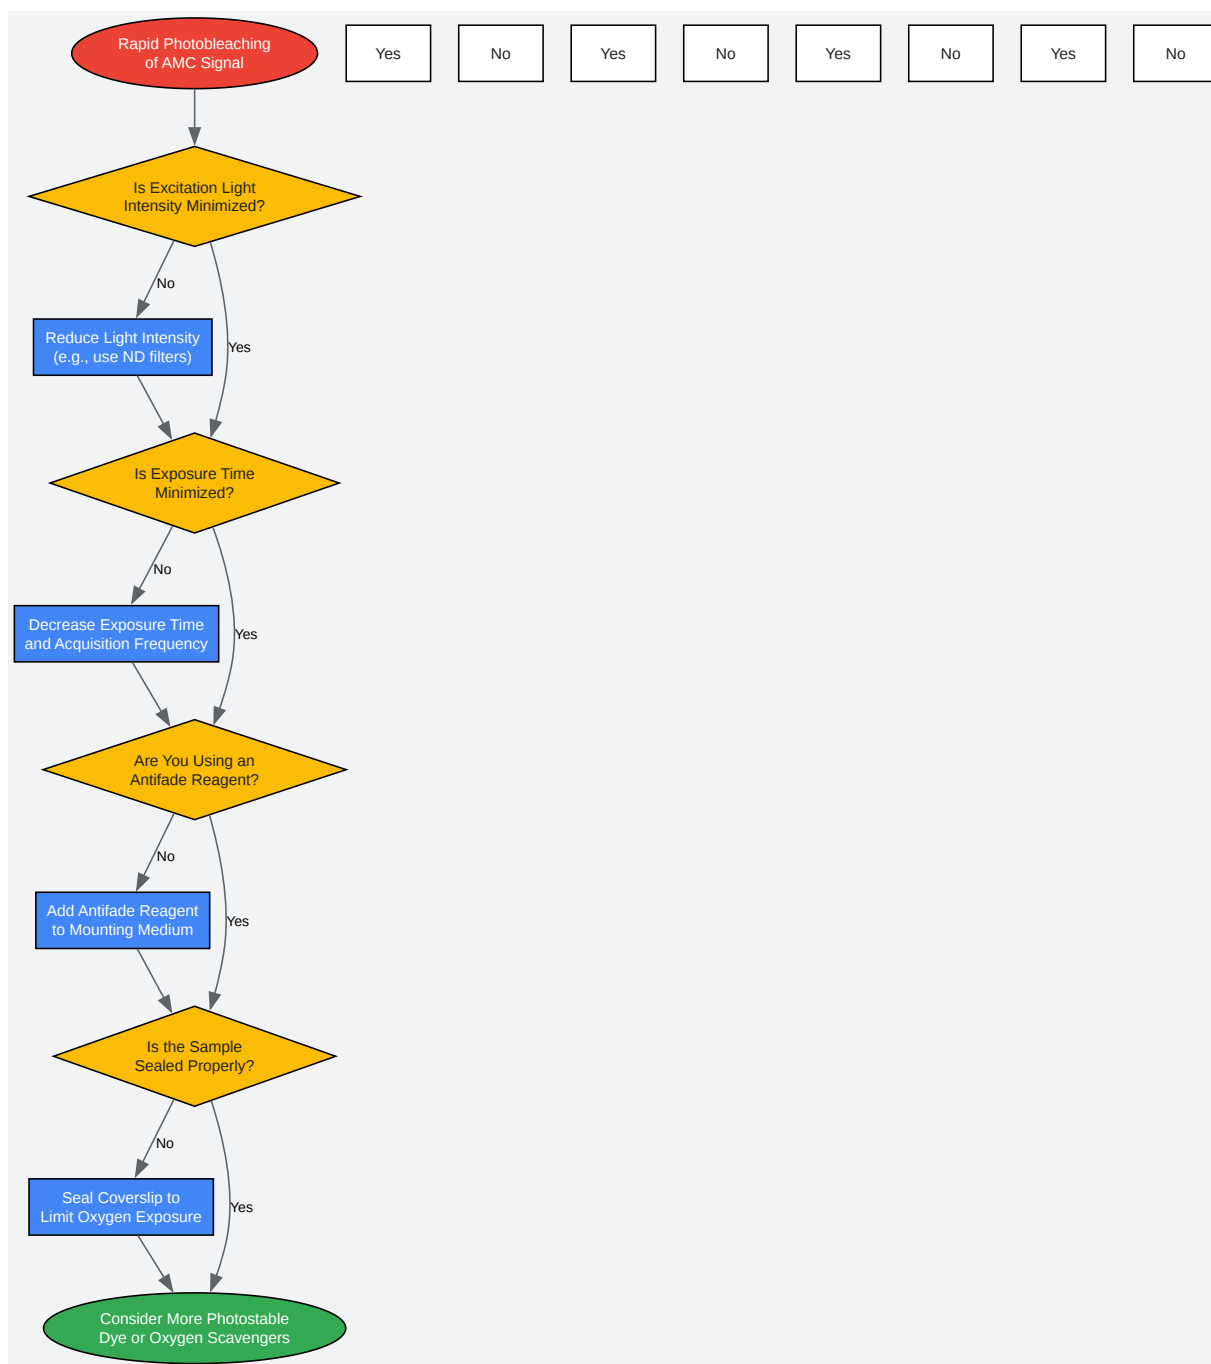 Rapid Photobleaching
of AMC Signal
Yes
No
Yes
No
Yes
No
Yes
No
Is Excitation Light
Intensity Minimized?
No
Yes
Reduce Light Intensity
(e.g., use ND filters)
Is Exposure Time
Minimized?
No
Yes
Decrease Exposure Time
and Acquisition Frequency
Are You Using an
Antifade Reagent?
No
Yes
Add Antifade Reagent
to Mounting Medium
Is the Sample
Sealed Properly?
No
Yes
Seal Coverslip to
Limit Oxygen Exposure
Consider More Photostable
Dye or Oxygen Scavengers